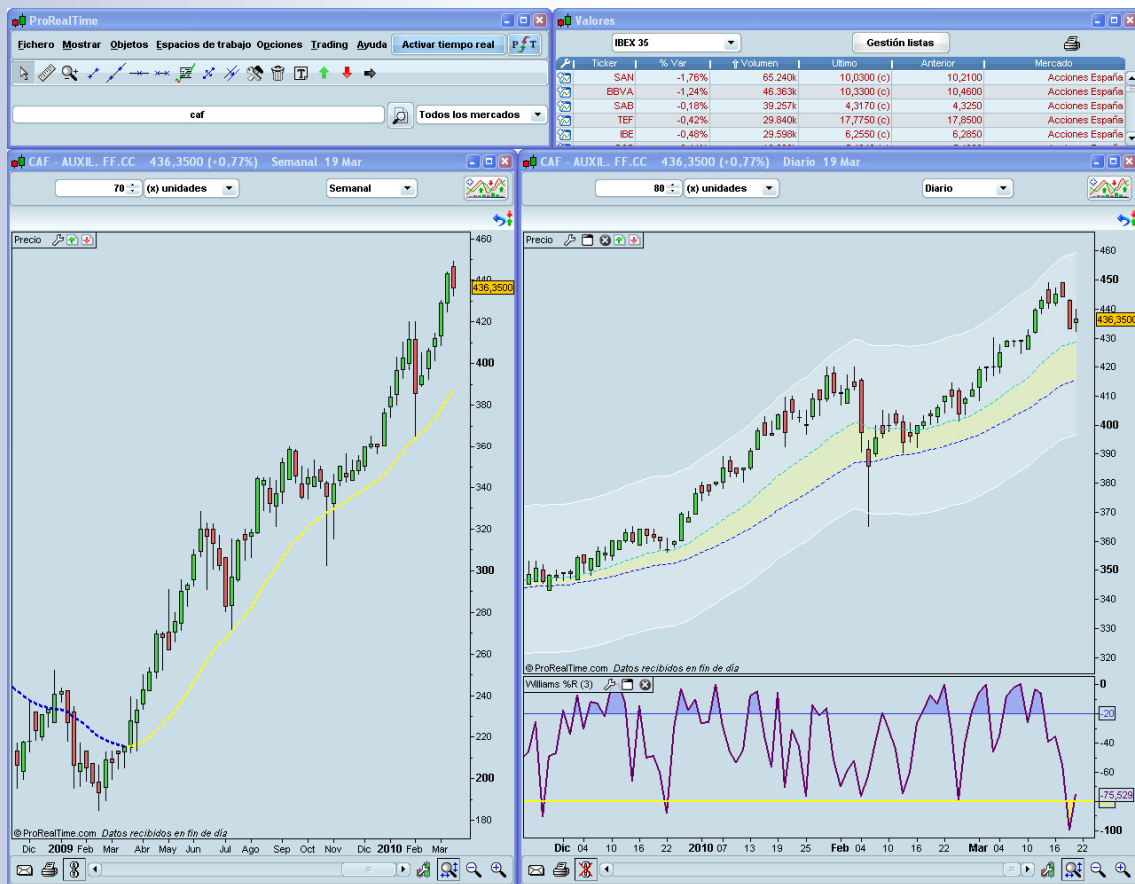 ProRealTime
Fichero Mostrar Objetos Espacios de trabajo Opciones Trading Ayuda Activar tiempo real PFT
caf Todos los mercados
Valores
IBEX 35 Gestión listas
Ticker % Var Volumen Ultimo Anterior Mercado
SAN -1,76% 65.240k 10,0300 (c) 10,2100 Acciones España
BBVA -1,24% 46.363k 10,3300 (c) 10,4600 Acciones España
SAB -0,18% 39.257k 4,3170 (c) 4,3250 Acciones España
TEF -0,42% 29.840k 17,7750 (c) 17,8500 Acciones España
IBE -0,48% 29.598k 6,2550 (c) 6,2850 Acciones España
CAF - AUXIL. FF.CC 436,3500 (+0,77%) Semanal 19 Mar
70 (x) unidades Semanal
Precio
460
436,3500
420
400
380
360
340
320
300
280
260
240
220
200
180
© ProRealTime.com Datos recibidos en fin de día
Dic 2009 Feb Mar Abr May Jun Jul Ago Sep Oct Nov Dic 2010 Feb Mar
CAF - AUXIL. FF.CC 436,3500 (+0,77%) Diario 19 Mar
80 (x) unidades Diario
Precio
460
450
440
436,3500
430
420
410
400
390
380
370
360
350
340
330
320
© ProRealTime.com Datos recibidos en fin de día
Williams %R (3)
0
-20
-40
-60
-75,529
-100
Dic 04 10 16 22 2010 07 13 19 25 Feb 04 10 16 22 Mar 04 10 16 22